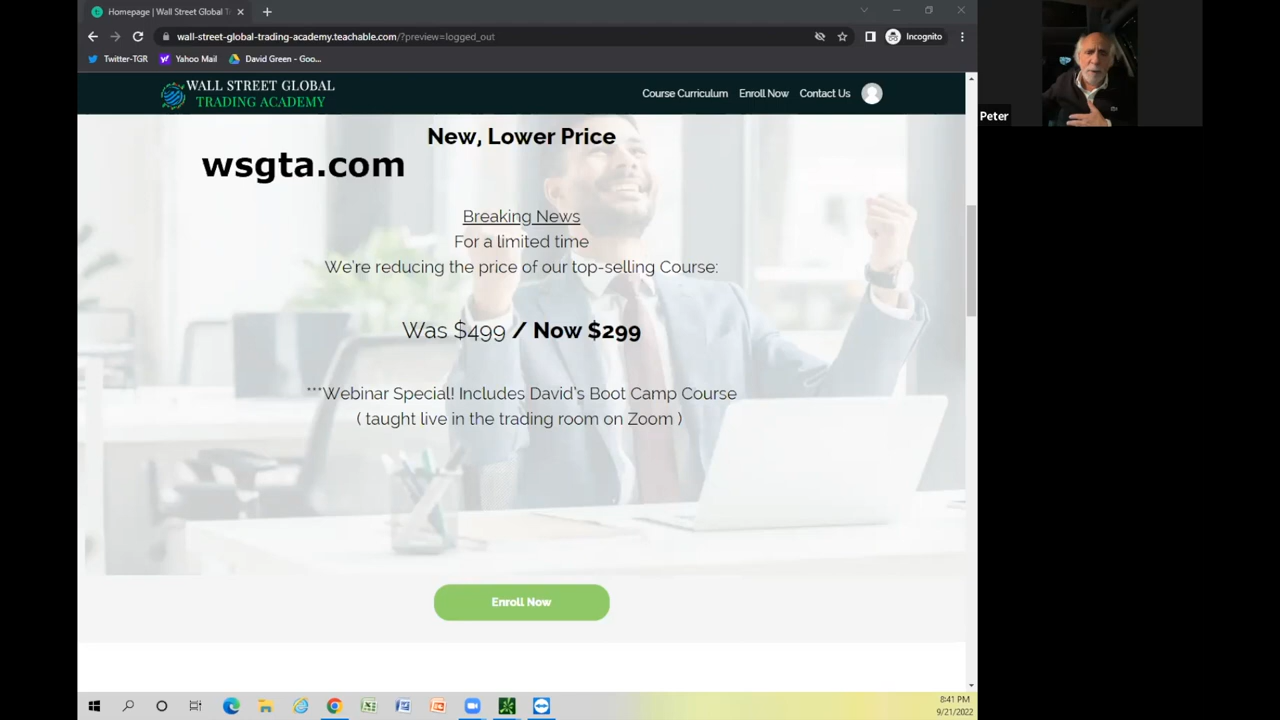 Homepage | Wall Street Global T
wall-street-global-trading-academy.teachable.com/?preview=logged_out
Incognito
Twitter-TGR
Yahoo Mail
David Green - Goo...
WALL STREET GLOBAL
TRADING ACADEMY
Course Curriculum
Enroll Now
Contact Us
Peter
New, Lower Price
wsgta.com
Breaking News
For a limited time
We're reducing the price of our top-selling Course:
Was $499 / Now $299
***Webinar Special! Includes David's Boot Camp Course
( taught live in the trading room on Zoom )
Enroll Now
8:41 PM
9/21/2022